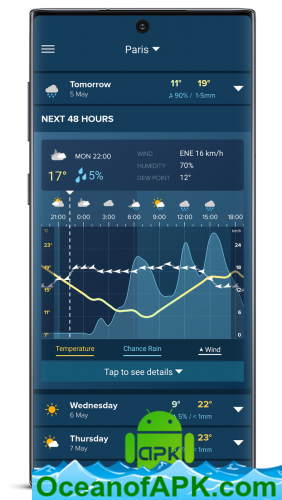 Paris
Tomorrow 11° 19°
5 May 90% / 1-5mm
NEXT 48 HOURS
MON 22:00 WIND ENE 16 km/h
17° 5% HUMIDITY 70%
DEW POINT 12°
21:00 0:00 3:00 6:00 9:00 12:00 15:00 18:00
°C km/h
23° 24
19° 18
15° 12
11° 6
7° 0
Temperature Chance Rain Wind
Tap to see details
Wednesday 9° 22°
6 May 5% / < 1mm
Thursday 23°
7 May < 1mm
APK
OceanofAPK.com